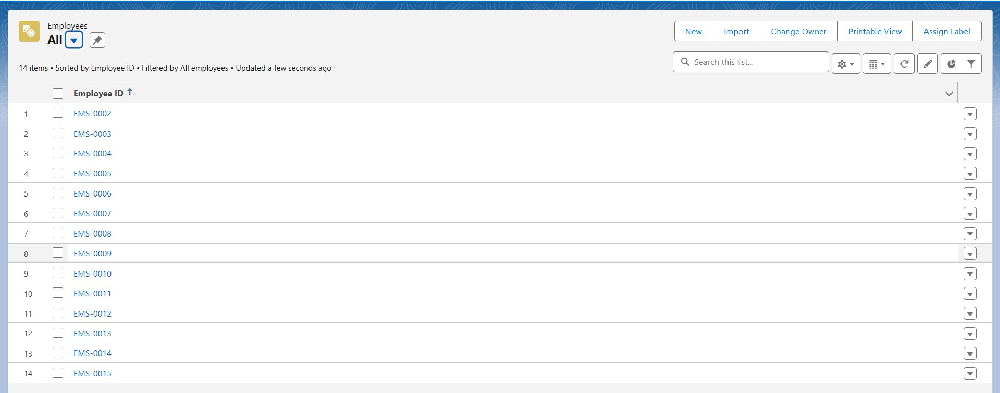 Employees
All
New Import Change Owner Printable View Assign Label
14 items • Sorted by Employee ID • Filtered by All employees • Updated a few seconds ago
Search this list...
Employee ID ↑
1 EMS-0002
2 EMS-0003
3 EMS-0004
4 EMS-0005
5 EMS-0006
6 EMS-0007
7 EMS-0008
8 EMS-0009
9 EMS-0010
10 EMS-0011
11 EMS-0012
12 EMS-0013
13 EMS-0014
14 EMS-0015